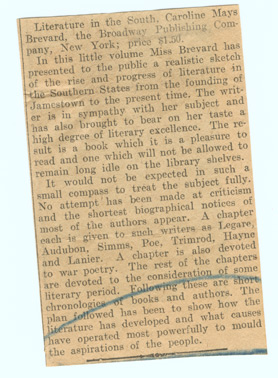 Literature in the South, Caroline Mays
Brevard, the Broadway Publishing Com-
pany, New York; price $1.50.
In this little volume Miss Brevard has
presented to the public a realistic sketch
of the rise and progress of literature in
the Southern States from the founding of
Jamestown to the present time. The writ-
er is in sympathy with her subject and
has also brought to bear on her taste a
high degree of literary excellence. The re-
sult is a book which it is a pleasure to
read and one which will not be allowed to
remain long idle on the library shelves.
It would not be expected in such a
small compass to treat the subject fully.
No attempt has been made at criticism
and the shortest biographical notices of
most of the authors appear. A chapter
each is given to such writers as Legare,
Audubon, Simms, Poe, Trimrod, Hayne
and Lanier. A chapter is also devoted
to war poetry. The rest of the chapters
are devoted to the consideration of some
literary period. Following these are short
chronologies of books and authors. The
plan followed has been to show how the
literature has developed and what causes
have operated most powerfully to mould
the aspirations of the people.